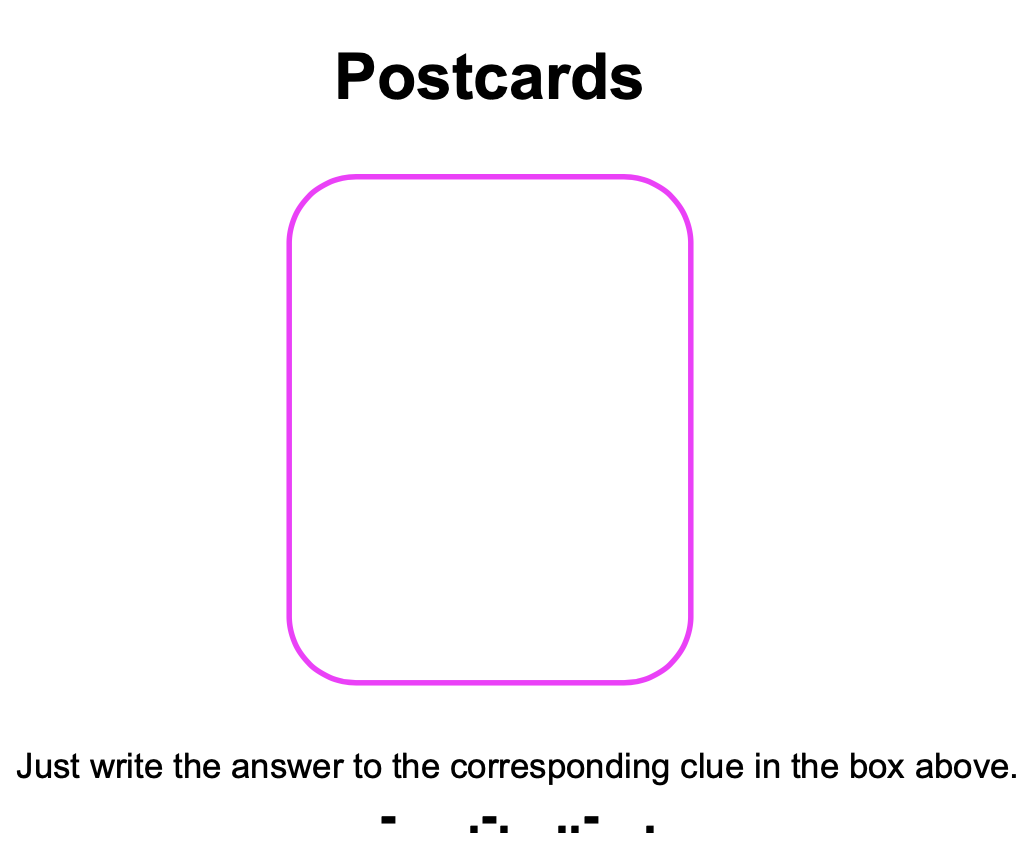 Postcards
Just write the answer to the corresponding clue in the box above.
- .-. ..- .